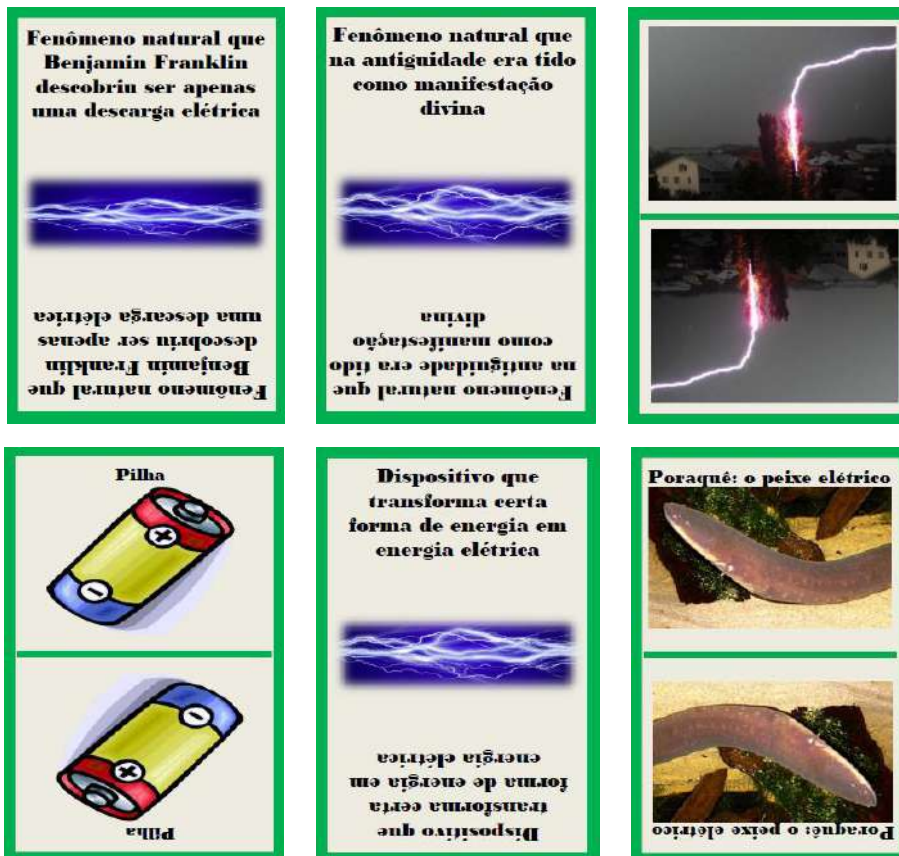 Fenômeno natural que
Benjamin Franklin
descobriu ser apenas
uma descarga elétrica
Fenômeno natural que
Benjamin Franklin
descobriu ser apenas
uma descarga elétrica
Fenômeno natural que
na antiguidade era tido
como manifestação
divina
Fenômeno natural que
na antiguidade era tido
como manifestação
divina
Pilha
+
-
-
+
Pilha
Dispositivo que
transforma certa
forma de energia em
energia elétrica
Dispositivo que
transforma certa
forma de energia em
energia elétrica
Poraquê: o peixe elétrico
Poraquê: o peixe elétrico